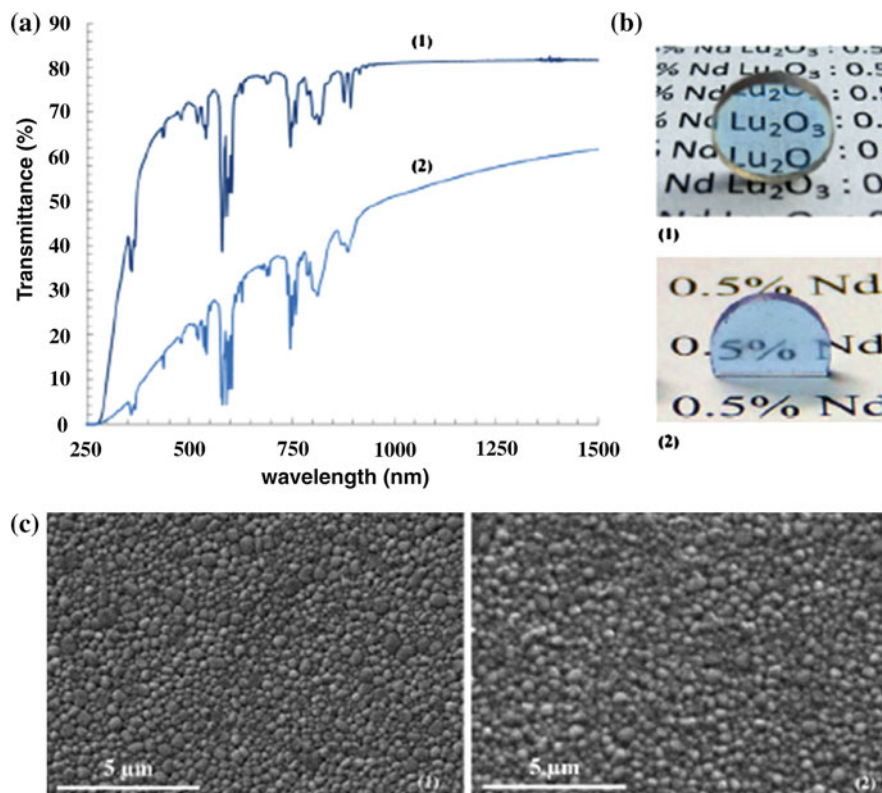 (a)
Transmittance (%)
90
80
70
60
50
40
30
20
10
0
250
500
750
1000
1250
1500
wavelength (nm)
(1)
(2)
(b)
% Nd Lu₂O₃ : 0.5
% Nd Lu₂O₃ : 0.5
Lu₂O₃
Lu₂O₃
Lu₂O
Nd Lu₂O₃ : 0.5
(1)
0.5% Nd
0. 5% Nd
0.5% Nd
(2)
(c)
5 µm
(1)
5 µm
(2)